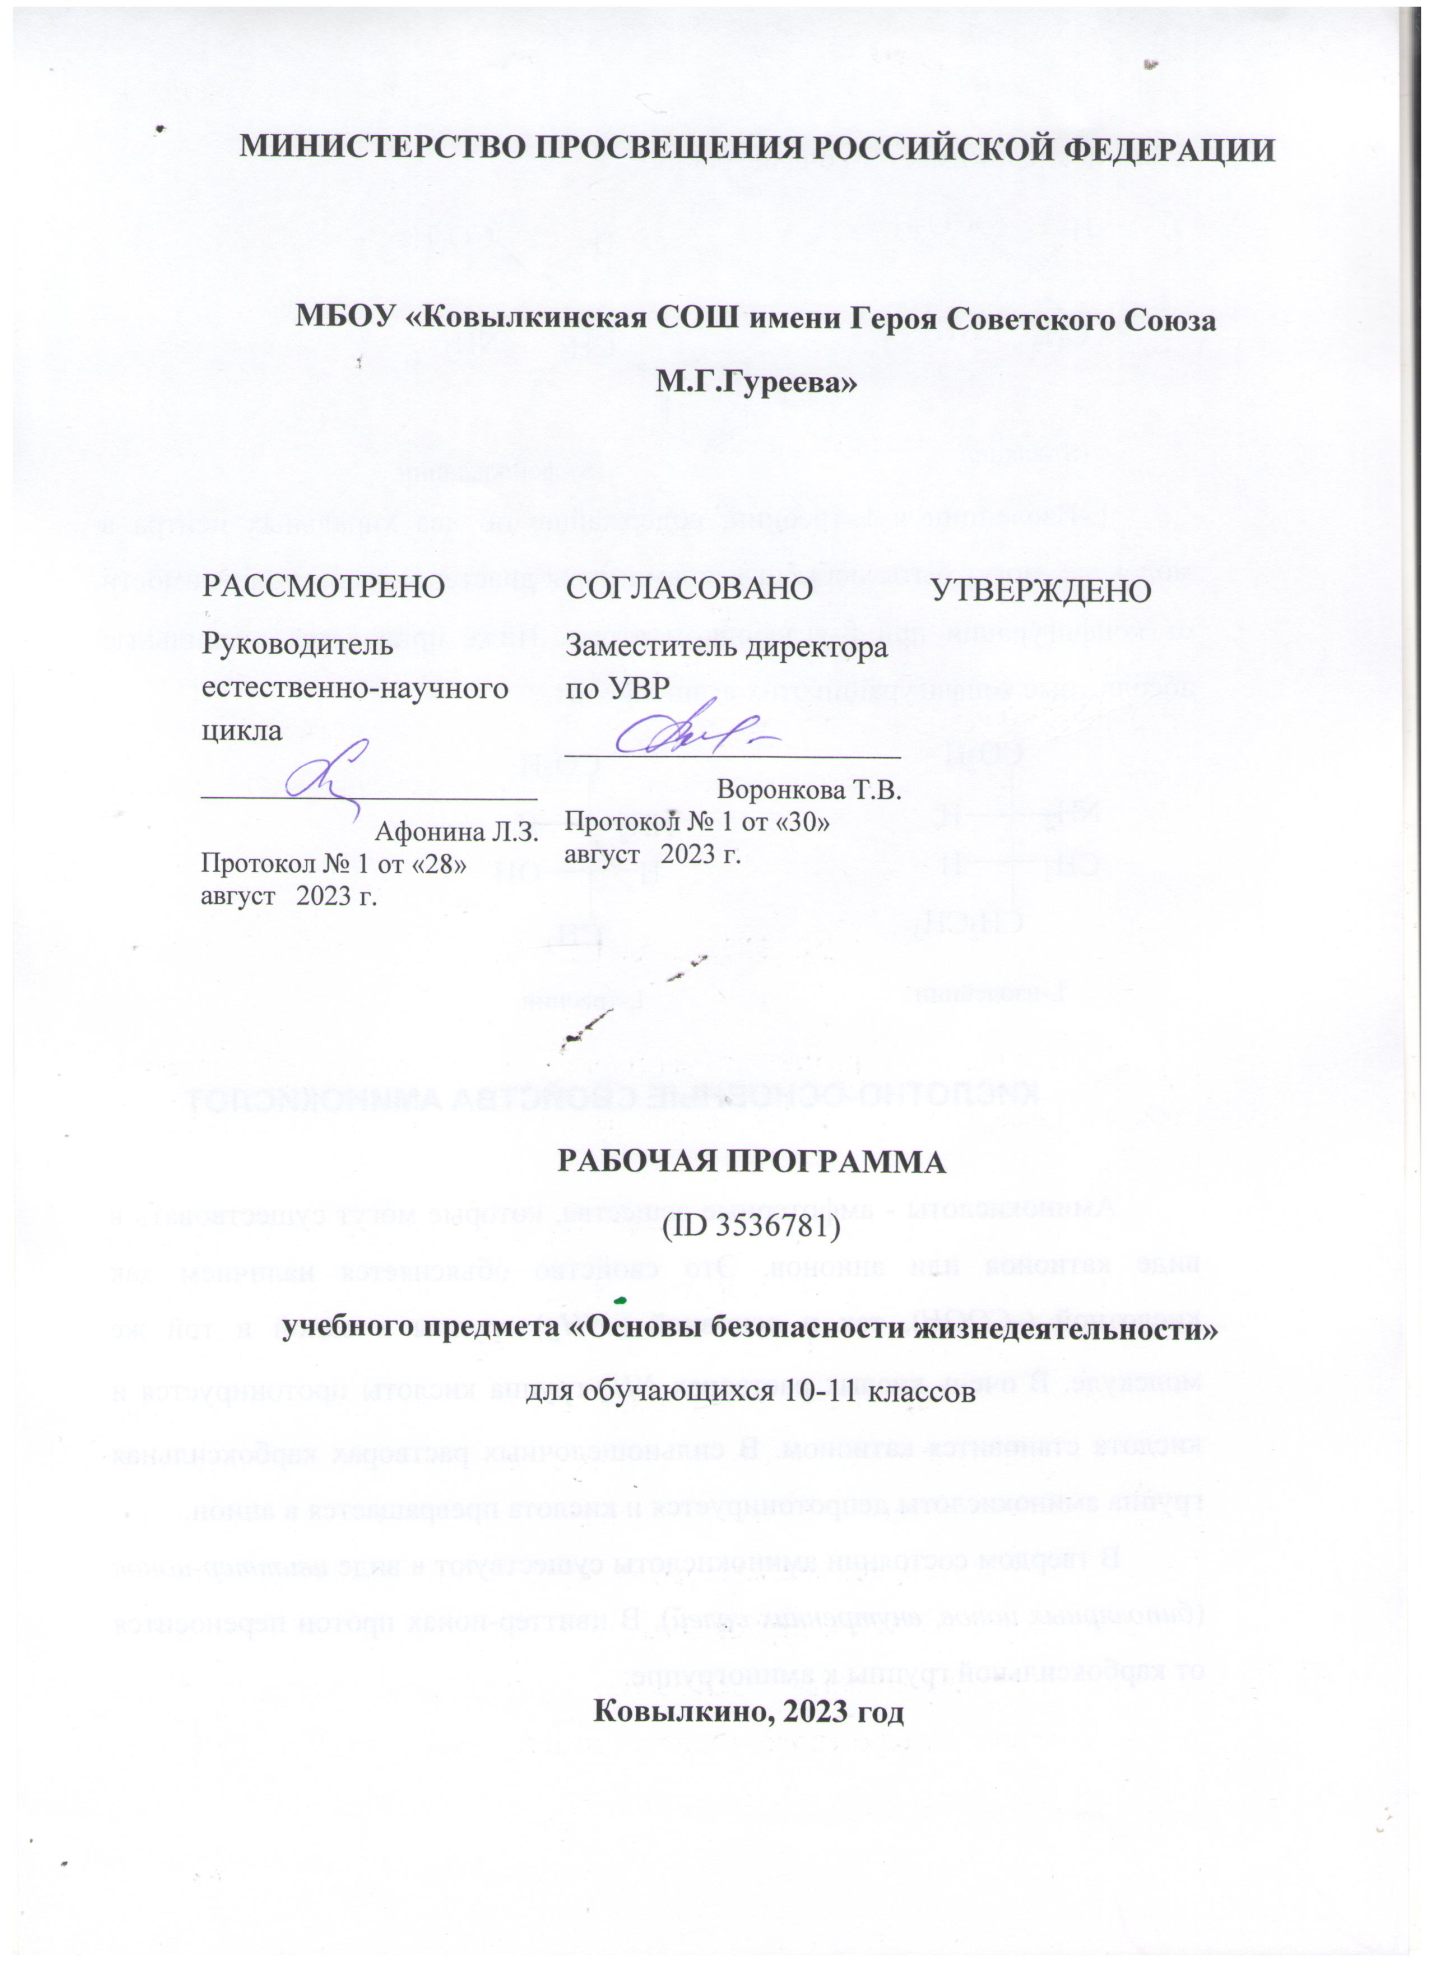 МИНИСТЕРСТВО ПРОСВЕЩЕНИЯ РОССИЙСКОЙ ФЕДЕРАЦИИ
МБОУ «Ковылкинская СОШ имени Героя Советского Союза
М.Г.Гуреева»
РАССМОТРЕНО
Руководитель
естественно-научного
цикла
Афонина Л.З.
Протокол № 1 от «28»
август 2023 г.
СОГЛАСОВАНО
Заместитель директора
по УВР
Воронкова Т.В.
Протокол № 1 от «30»
август 2023 г.
УТВЕРЖДЕНО
РАБОЧАЯ ПРОГРАММА
(ID 3536781)
учебного предмета «Основы безопасности жизнедеятельности»
для обучающихся 10-11 классов
Ковылкино, 2023 год